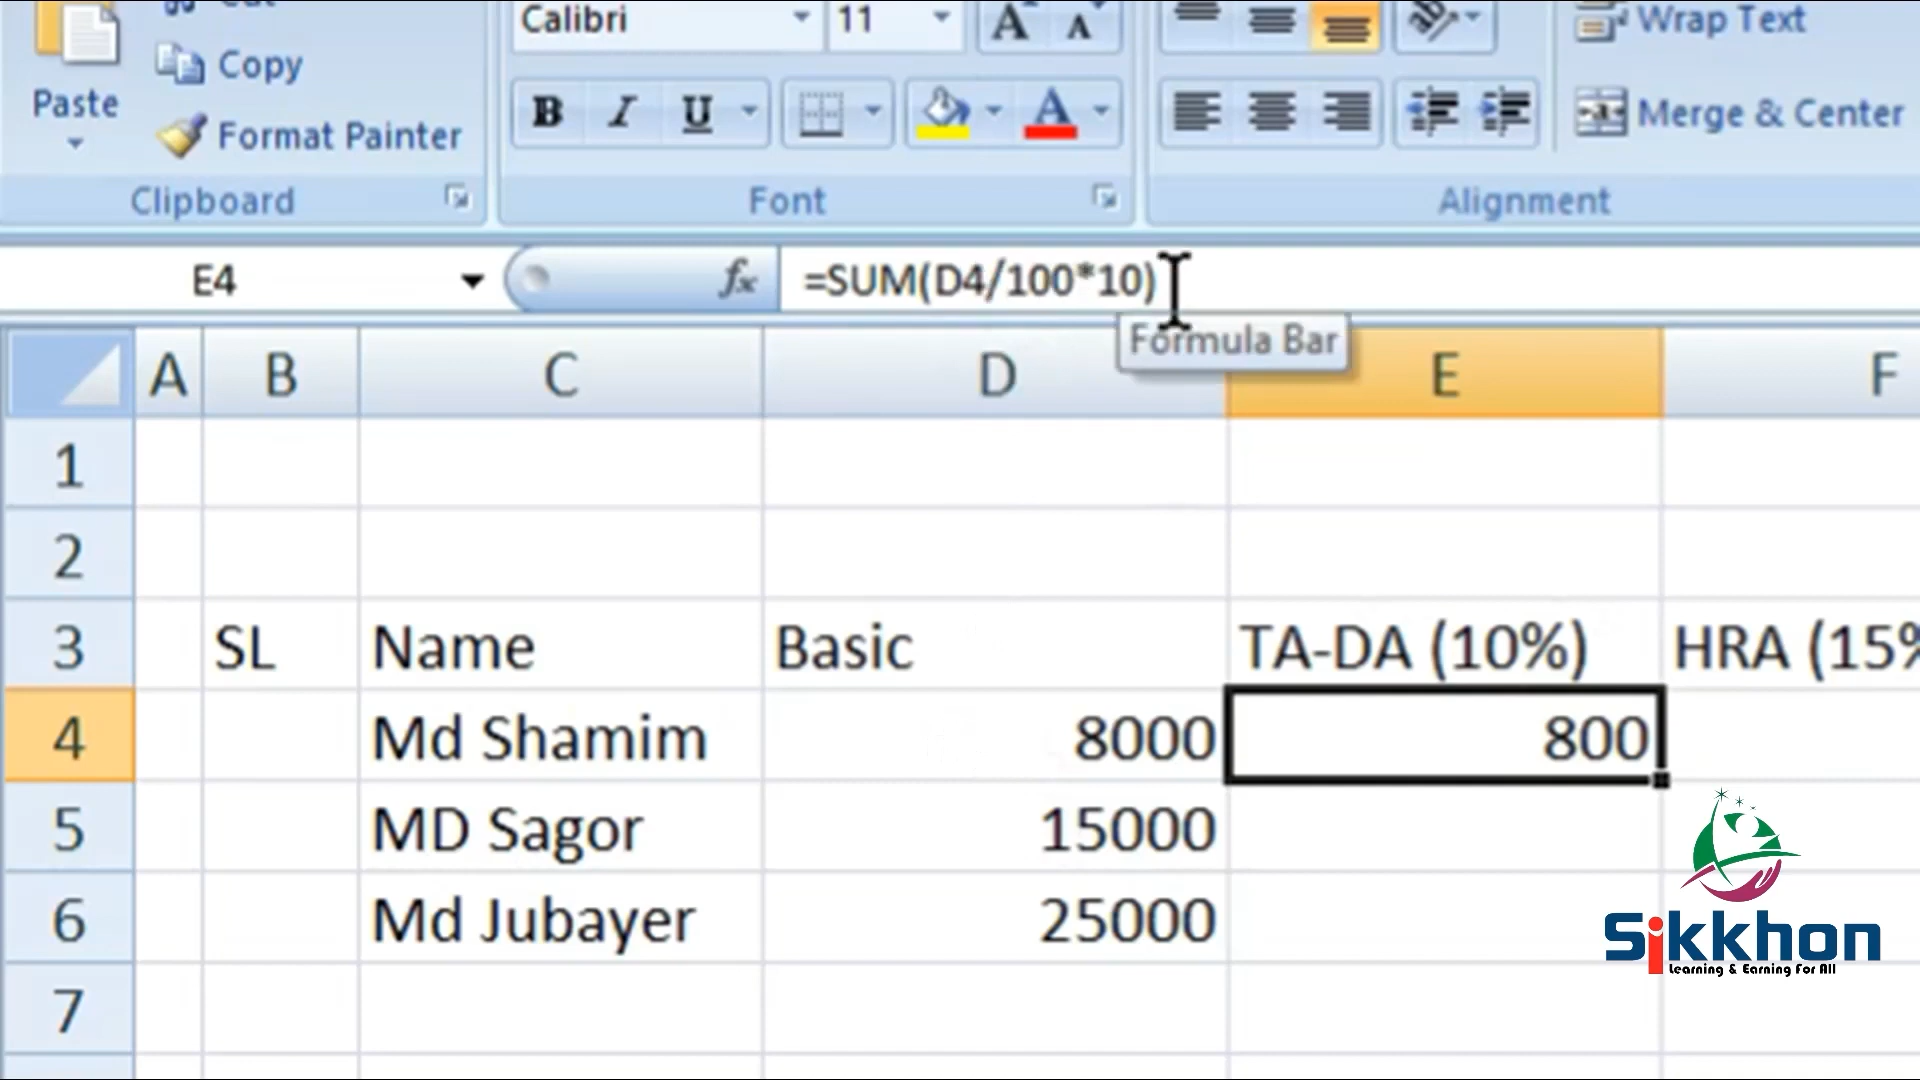 Cut
Calibri
11
A
A
Wrap Text
Copy
Paste
B I U
A
Merge & Center
Format Painter
Clipboard
Font
Alignment
E4
fx
=SUM(D4/100*10)
Formula Bar
A B C D E F
1
2
3 SL Name Basic TA-DA (10%) HRA (15%
4 Md Shamim 8000 800
5 MD Sagor 15000
6 Md Jubayer 25000
7
Sikkhon
Learning & Earning For All